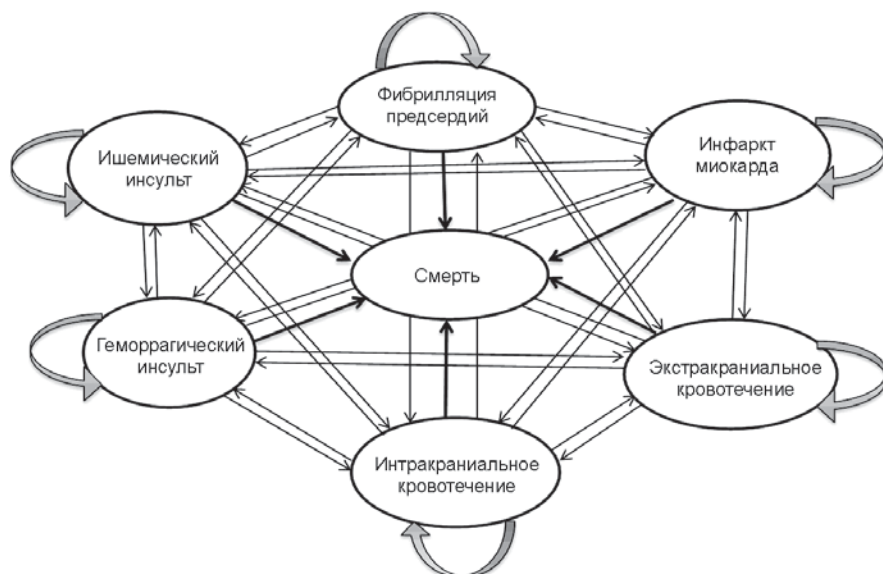 Фибрилляция
предсердий
Ишемический
инсульт
Инфаркт
миокарда
Смерть
Геморрагический
инсульт
Экстракраниальное
кровотечение
Интракраниальное
кровотечение